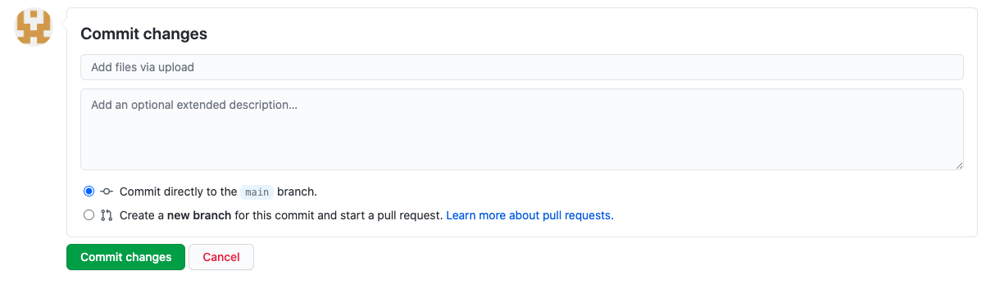 Commit changes
Add files via upload
Add an optional extended description...
Commit directly to the main branch.
Create a new branch for this commit and start a pull request. Learn more about pull requests.
Commit changes Cancel